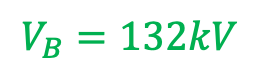 V_B = 132kV